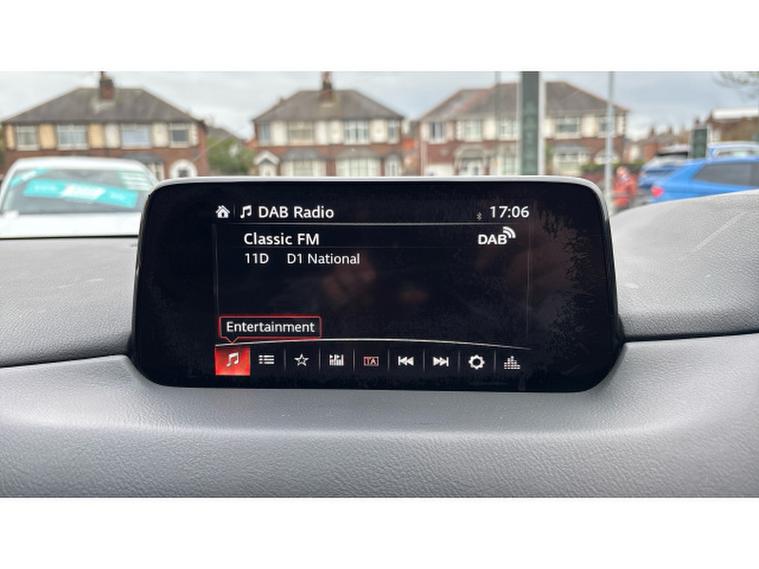 DAB Radio 17:06
Classic FM DAB
11D D1 National
Entertainment
TA